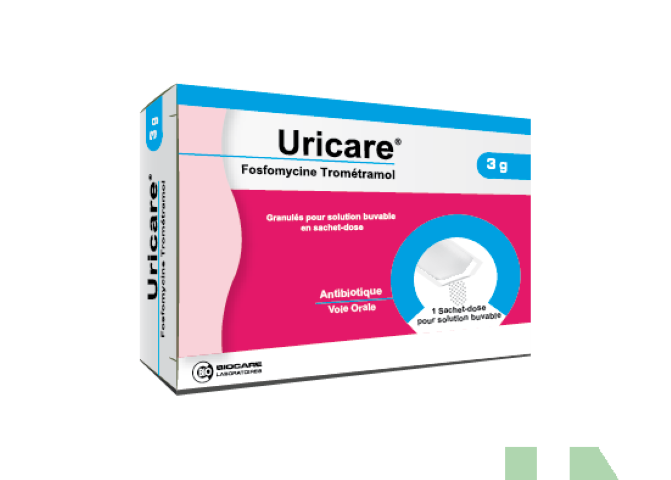 3 g
Uricare®
Fosfomycine Trométramol
Uricare®
Fosfomycine Trométramol
3 g
Granulés pour solution buvable
en sachet-dose
Antibiotique
Voie Orale
1 Sachet-dose
pour solution buvable
BIOCARE
LABORATOIRES